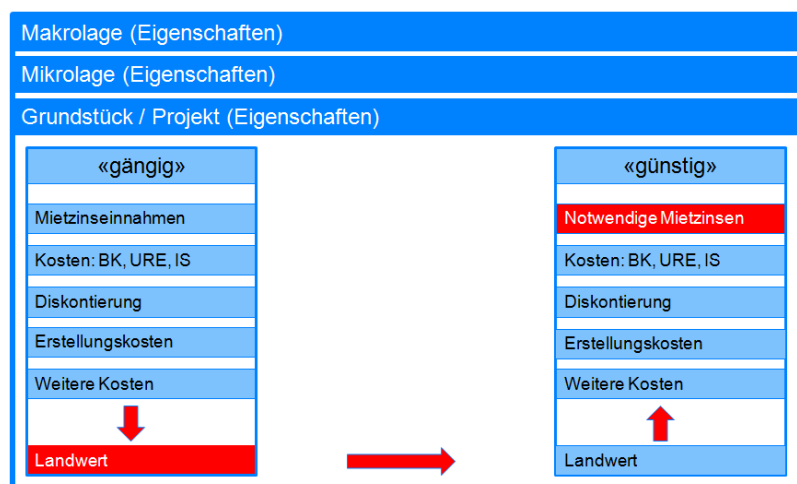 Makrolage (Eigenschaften)
Mikrolage (Eigenschaften)
Grundstück / Projekt (Eigenschaften)
«gängig»
Mietzinseinnahmen
Kosten: BK, URE, IS
Diskontierung
Erstellungskosten
Weitere Kosten
Landwert
«günstig»
Notwendige Mietzinsen
Kosten: BK, URE, IS
Diskontierung
Erstellungskosten
Weitere Kosten
Landwert